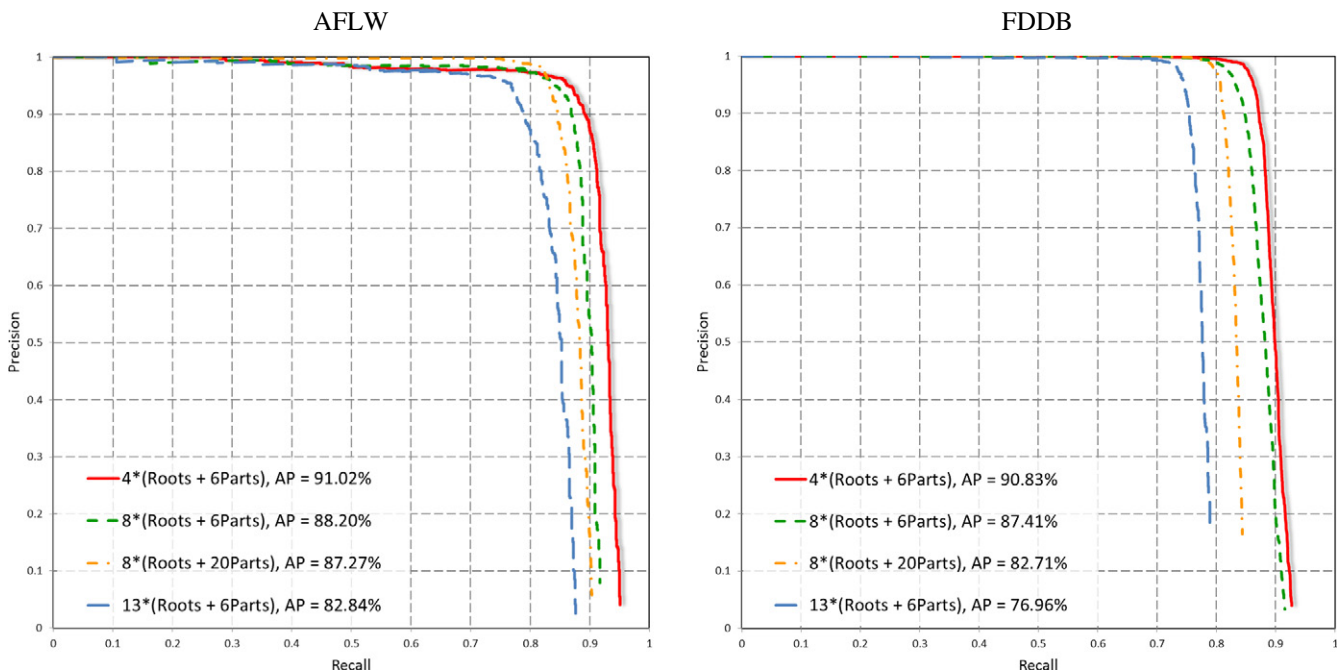 AFLW
1
0.9
0.8
0.7
0.6
0.5
0.4
0.3
0.2
0.1
0
Precision
4*(Roots + 6Parts), AP = 91.02%
8*(Roots + 6Parts), AP = 88.20%
8*(Roots + 20Parts), AP = 87.27%
13*(Roots + 6Parts), AP = 82.84%
0 0.1 0.2 0.3 0.4 0.5 0.6 0.7 0.8 0.9 1
Recall
FDDB
1
0.9
0.8
0.7
0.6
0.5
0.4
0.3
0.2
0.1
0
Precision
4*(Roots + 6Parts), AP = 90.83%
8*(Roots + 6Parts), AP = 87.41%
8*(Roots + 20Parts), AP = 82.71%
13*(Roots + 6Parts), AP = 76.96%
0 0.1 0.2 0.3 0.4 0.5 0.6 0.7 0.8 0.9 1
Recall